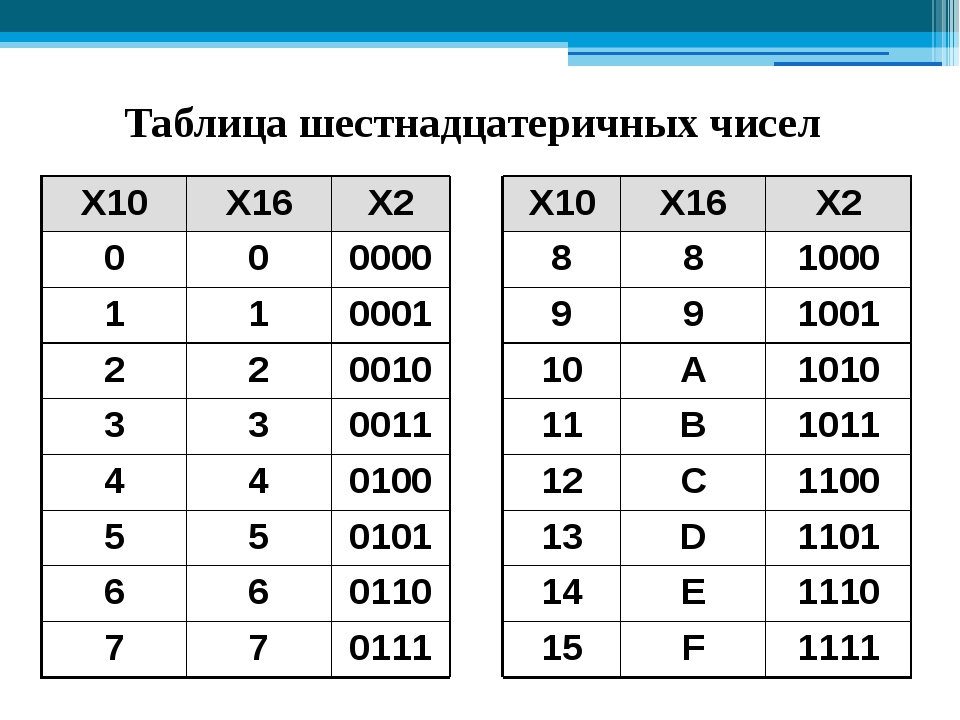 Таблица шестнадцатеричных чисел
X10 X16 X2
0 0 0000
1 1 0001
2 2 0010
3 3 0011
4 4 0100
5 5 0101
6 6 0110
7 7 0111
X10 X16 X2
8 8 1000
9 9 1001
10 A 1010
11 B 1011
12 C 1100
13 D 1101
14 E 1110
15 F 1111